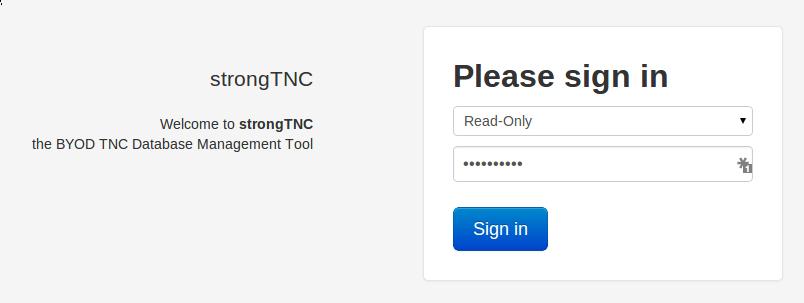 strongTNC
Welcome to strongTNC
the BYOD TNC Database Management Tool
Please sign in
Read-Only
••••••••••
Sign in